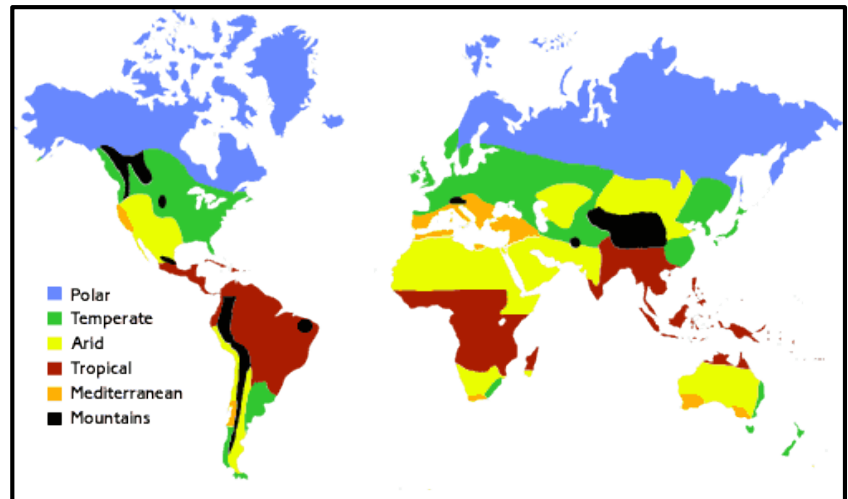 Polar
Temperate
Arid
Tropical
Mediterranean
Mountains